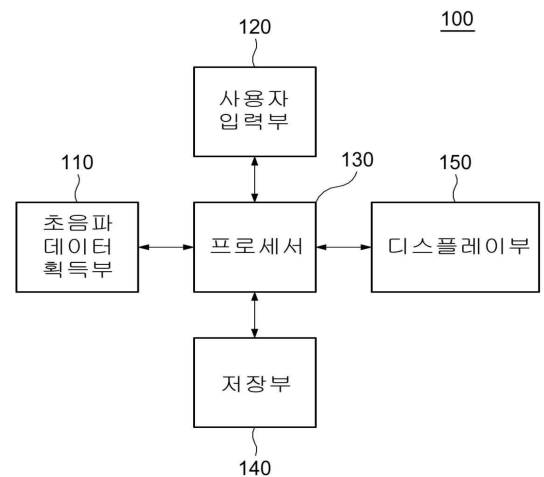 100
120
사용자
입력부
110
130
150
초음파
데이터
획득부
프로세서
디스플레이부
저장부
140